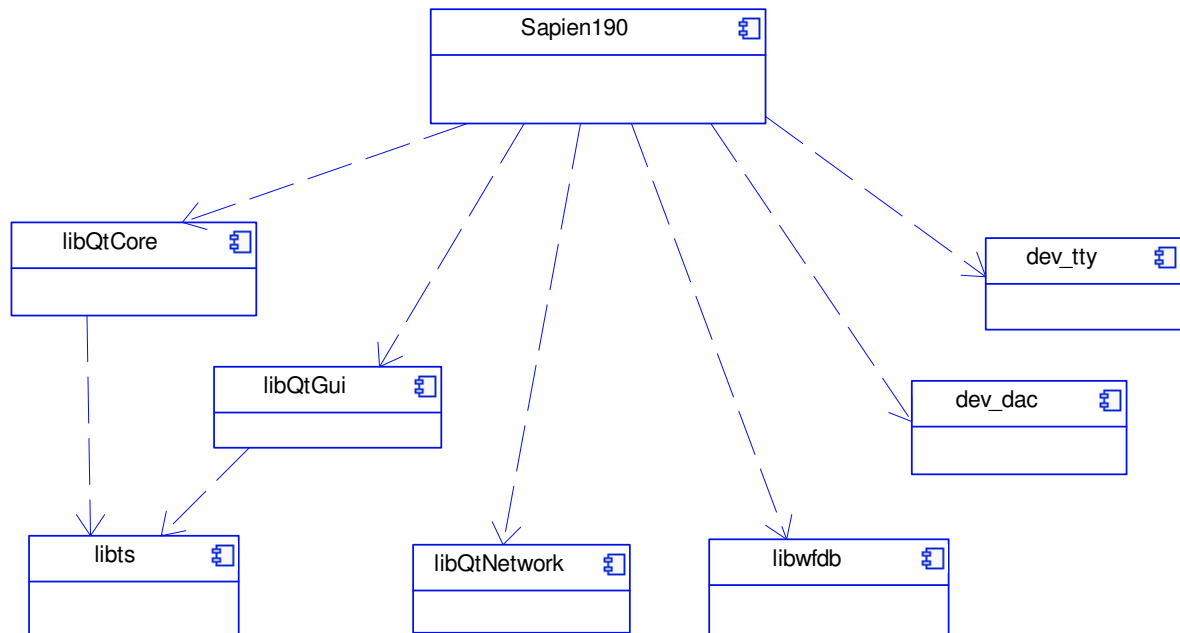 Sapien190
libQtCore
dev_tty
libQtGui
dev_dac
libts
libQtNetwork
libwfdb